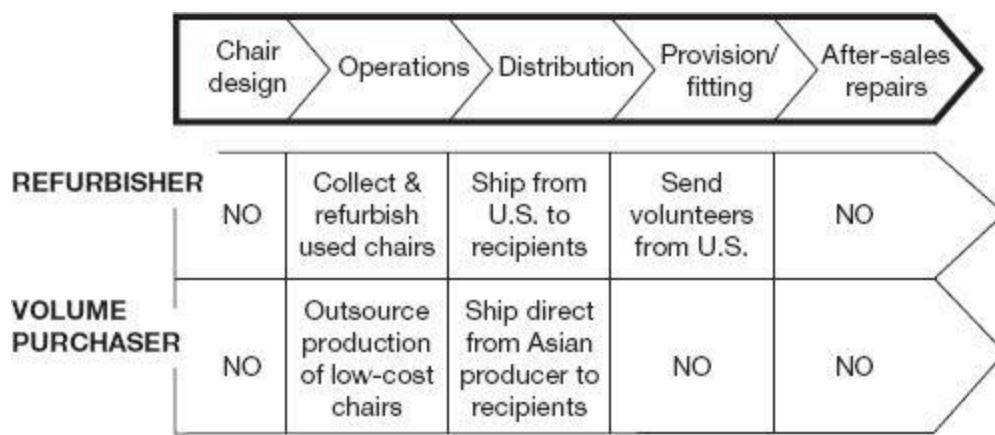 Chair
design
Operations
Distribution
Provision/
fitting
After-sales
repairs
REFURBISHER
NO
Collect &
refurbish
used chairs
Ship from
U.S. to
recipients
Send
volunteers
from U.S.
NO
VOLUME
PURCHASER
NO
Outsource
production
of low-cost
chairs
Ship direct
from Asian
producer to
recipients
NO
NO